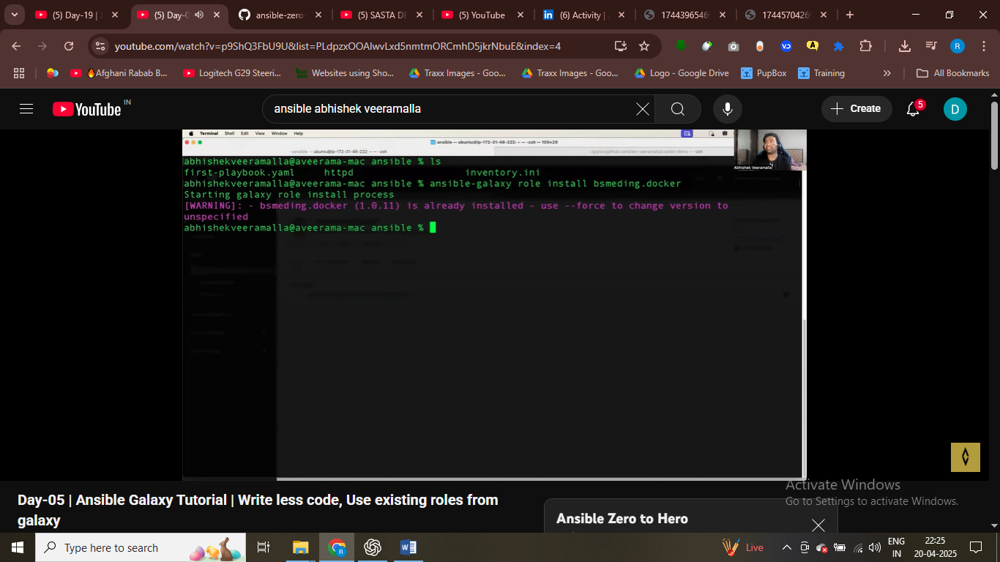 (5) Day-19 | J
(5) Day-0
ansible-zero-
(5) SASTA DE
(5) YouTube
(6) Activity |
1744396546
1744570426
youtube.com/watch?v=p9ShQ3FbU9U&list=PLdpzxOOAlwvLxd5nmtmORCmhD5jkrNbuE&index=4
R
🔥Afghani Rabab B...
Logitech G29 Steeri...
Websites using Sho...
Traxx Images - Goo...
Traxx Images - Goo...
Logo - Google Drive
PupBox
Training
»
All Bookmarks
YouTube IN
ansible abhishek veeramalla
Create
5
D
Terminal Shell Edit View Window Help
ansible — ubuntu@ip-172-31-46-222: ~ — -zsh — 105×29
~/ansible — ubuntu@ip-172-31-46-222: ~ — -zsh
abhishekveeramalla@aveerama-mac ansible % ls
first-playbook.yaml httpd inventory.ini
abhishekveeramalla@aveerama-mac ansible % ansible-galaxy role install bsmeding.docker
Starting galaxy role install process
[WARNING]: - bsmeding.docker (1.0.11) is already installed - use --force to change version to
unspecified
abhishekveeramalla@aveerama-mac ansible %
Abhishek Veeramalla
Day-05 | Ansible Galaxy Tutorial | Write less code, Use existing roles from
galaxy
Ansible Zero to Hero
Activate Windows
Go to Settings to activate Windows.
Type here to search
Live
ENG
IN
22:25
20-04-2025